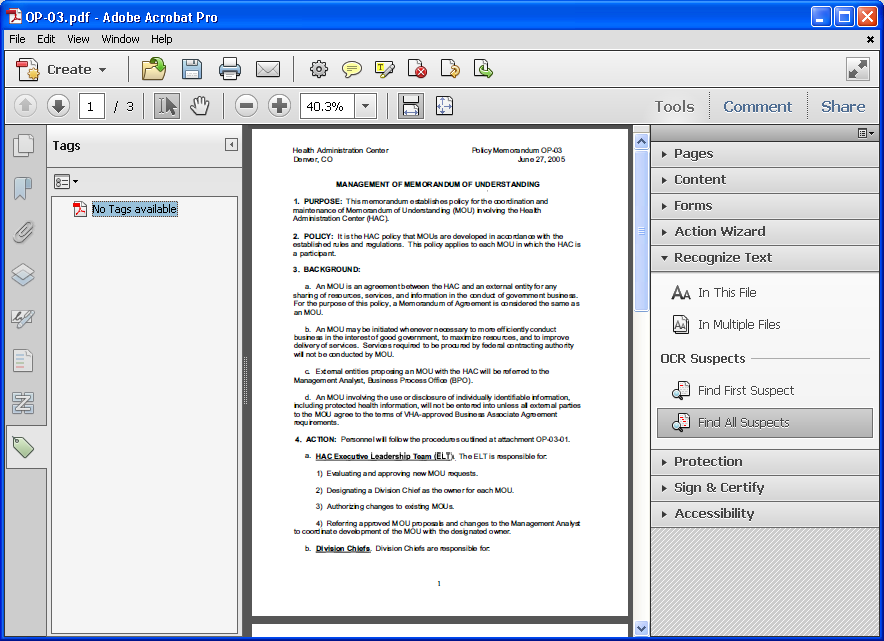 OP-03.pdf - Adobe Acrobat Pro
File Edit View Window Help
Create
1 / 3 40.3% Tools Comment Share
Tags
No Tags available
Health Administration Center Policy Memorandum OP-03
Denver, CO June 27, 2005
MANAGEMENT OF MEMORANDUM OF UNDERSTANDING
1. PURPOSE: This memorandum establishes policy for the coordination and
maintenance of Memorandum of Understanding (MOU) involving the Health
Administration Center (HAC).
2. POLICY: It is the HAC policy that MOUs are developed in accordance with the
established rules and regulations. This policy applies to each MOU in which the HAC is
a participant.
3. BACKGROUND:
a. An MOU is an agreement between the HAC and an external entity for any
sharing of resources, services, and information in the conduct of government business.
For the purpose of this policy, a Memorandum of Agreement is considered the same as
an MOU.
b. An MOU may be initiated whenever necessary to more efficiently conduct
business in the interest of good government, to maximize resources, and to improve
delivery of services. Services required to be procured by federal contracting authority
will not be conducted by MOU.
c. External entities proposing an MOU with the HAC will be referred to the
Management Analyst, Business Process Office (BPO).
d. An MOU involving the use or disclosure of individually identifiable information,
including protected health information, will not be entered into unless all external parties
to the MOU agree to the terms of VHA-approved Business Associate Agreement
requirements.
4. ACTION: Personnel will follow the procedures outlined at attachment OP-03-01.
a. HAC Executive Leadership Team (ELT). The ELT is responsible for:
1) Evaluating and approving new MOU requests.
2) Designating a Division Chief as the owner for each MOU.
3) Authorizing changes to existing MOUs.
4) Referring approved MOU proposals and changes to the Management Analyst
to coordinate development of the MOU with the designated owner.
b. Division Chiefs. Division Chiefs are responsible for:
1
Pages
Content
Forms
Action Wizard
Recognize Text
In This File
In Multiple Files
OCR Suspects
Find First Suspect
Find All Suspects
Protection
Sign & Certify
Accessibility